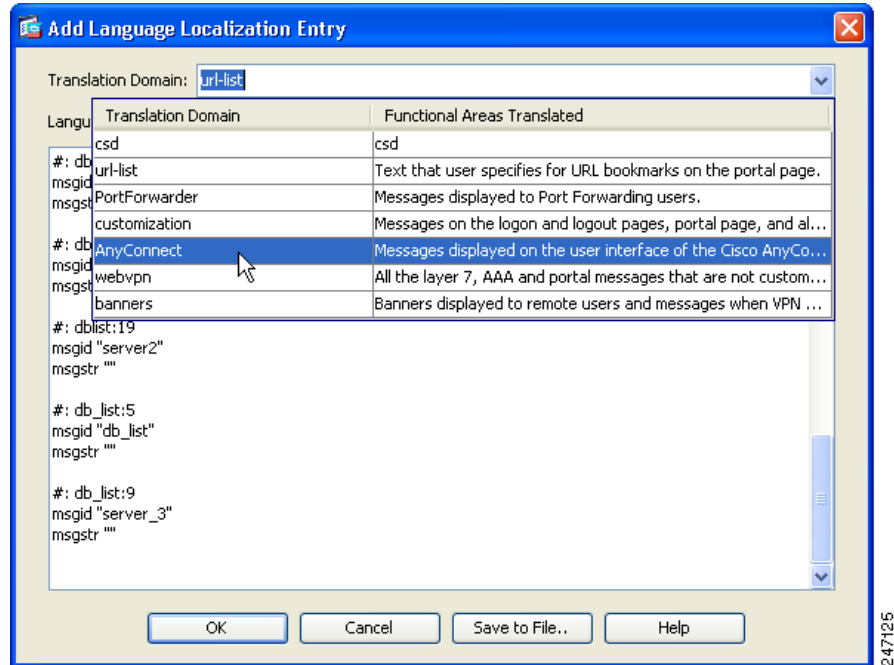 Add Language Localization Entry
Translation Domain: url-list
Langu
Translation Domain Functional Areas Translated
csd csd
url-list Text that user specifies for URL bookmarks on the portal page.
PortForwarder Messages displayed to Port Forwarding users.
customization Messages on the logon and logout pages, portal page, and al...
AnyConnect Messages displayed on the user interface of the Cisco AnyCo...
webvpn All the layer 7, AAA and portal messages that are not custom...
banners Banners displayed to remote users and messages when VPN ...
#: db
msgid
msgst
#: db
msgid
msgst
#: dblist:19
msgid "server2"
msgstr ""
#: db_list:5
msgid "db_list"
msgstr ""
#: db_list:9
msgid "server_3"
msgstr ""
OK Cancel Save to File.. Help
247125